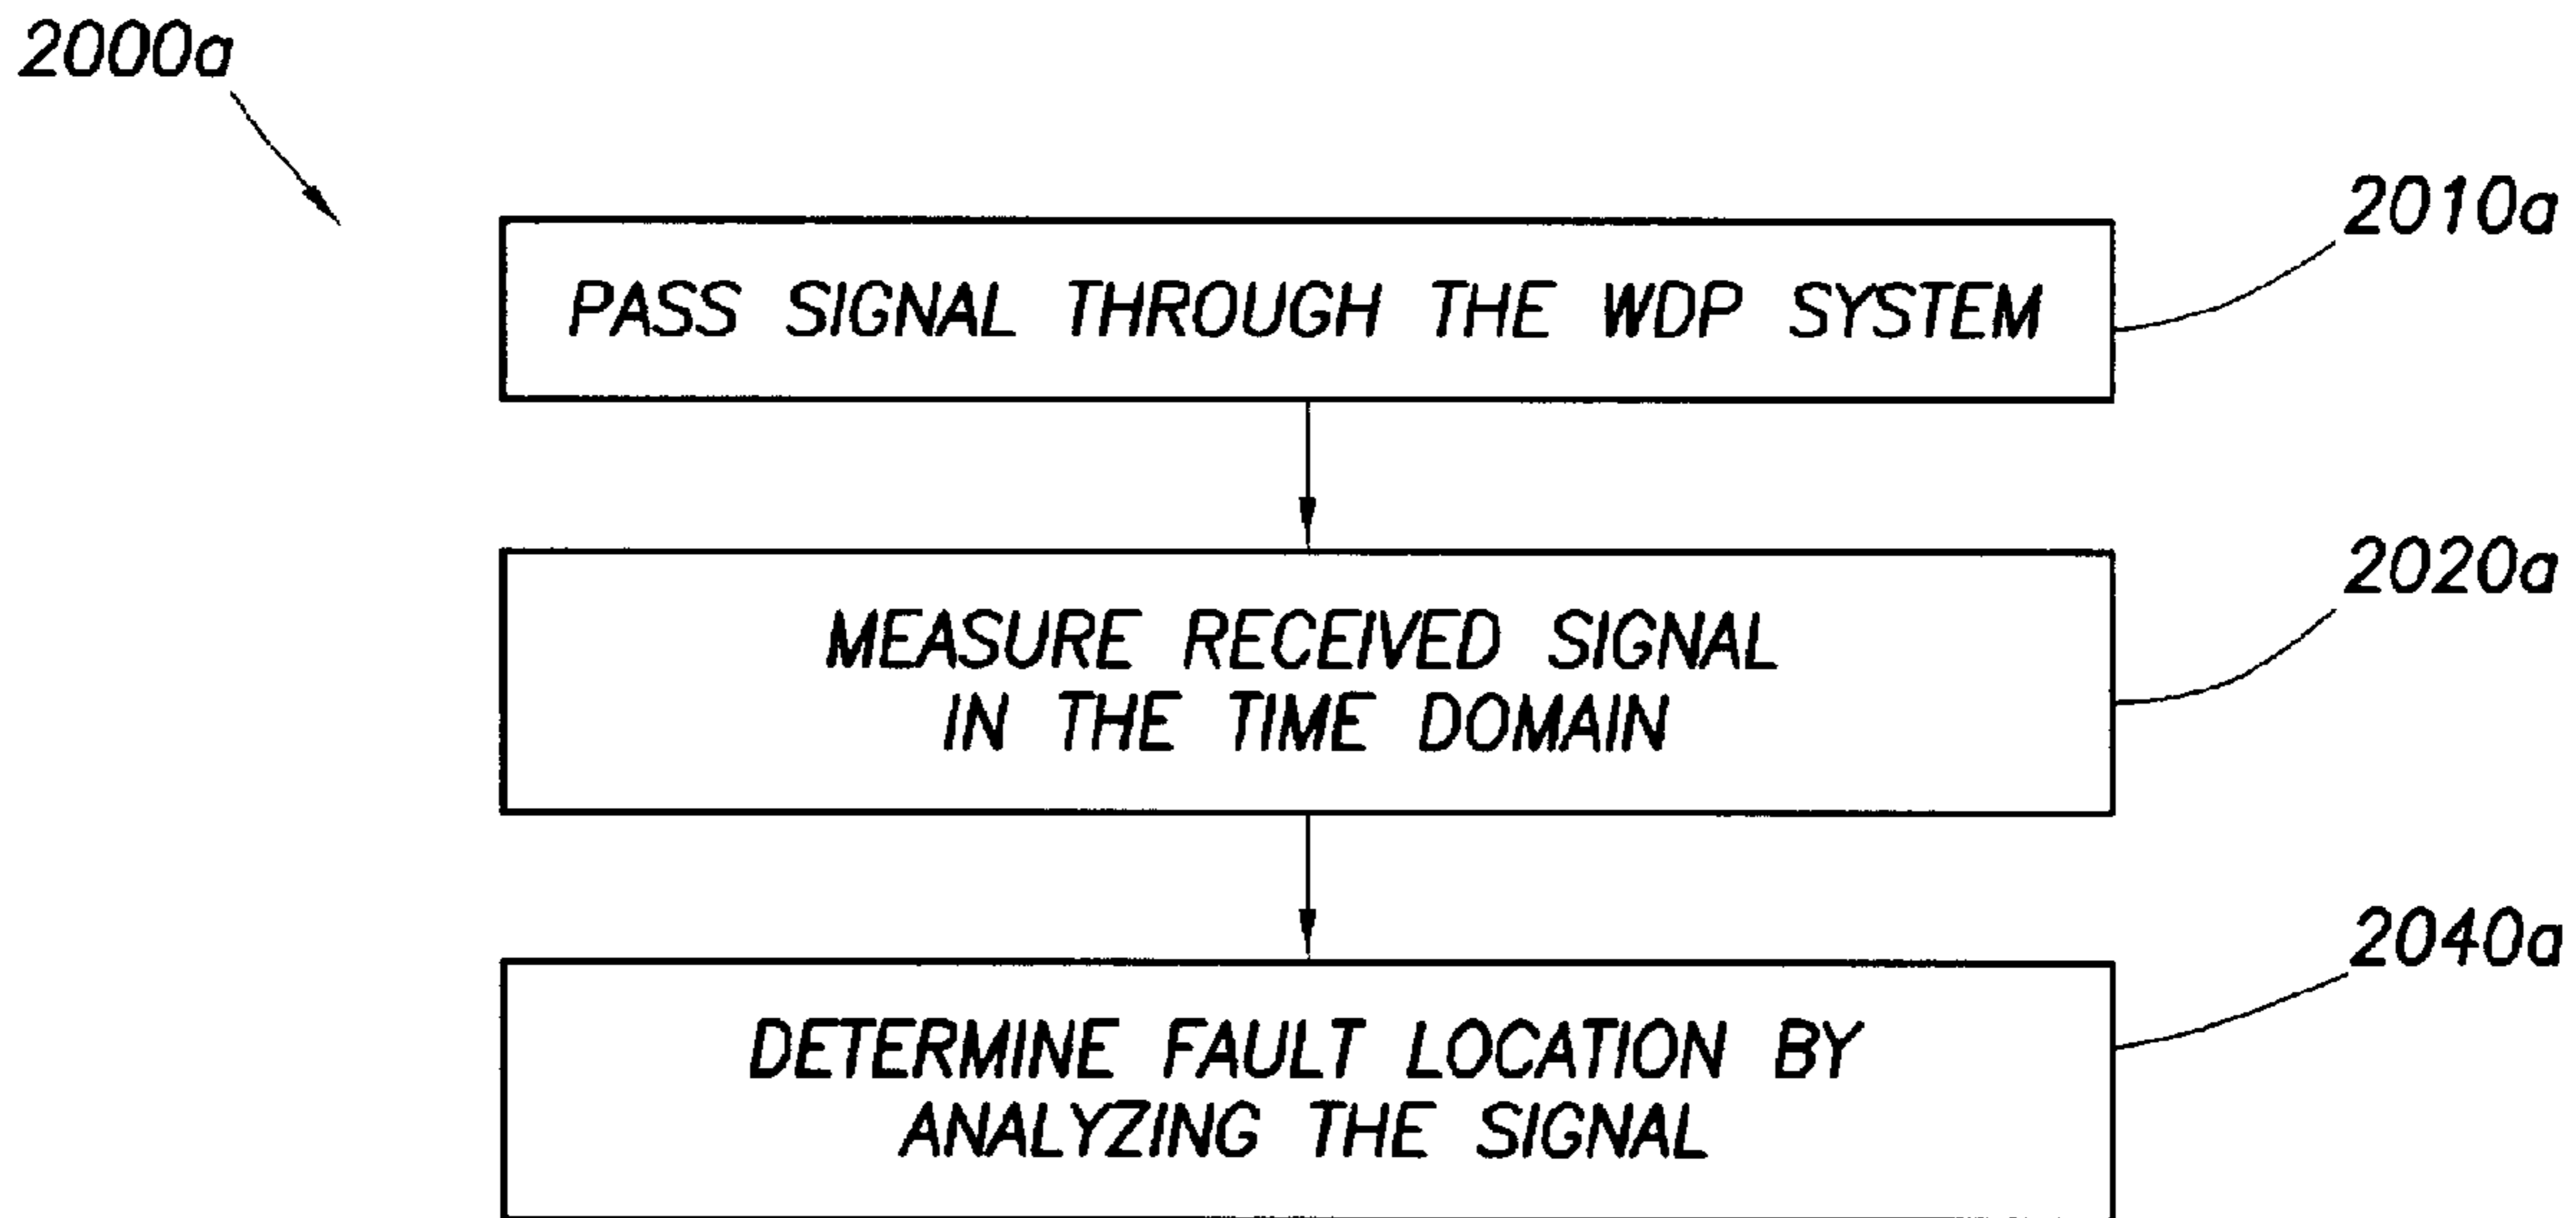 2000a
2010a
PASS SIGNAL THROUGH THE WDP SYSTEM
2020a
MEASURE RECEIVED SIGNAL
IN THE TIME DOMAIN
2040a
DETERMINE FAULT LOCATION BY
ANALYZING THE SIGNAL